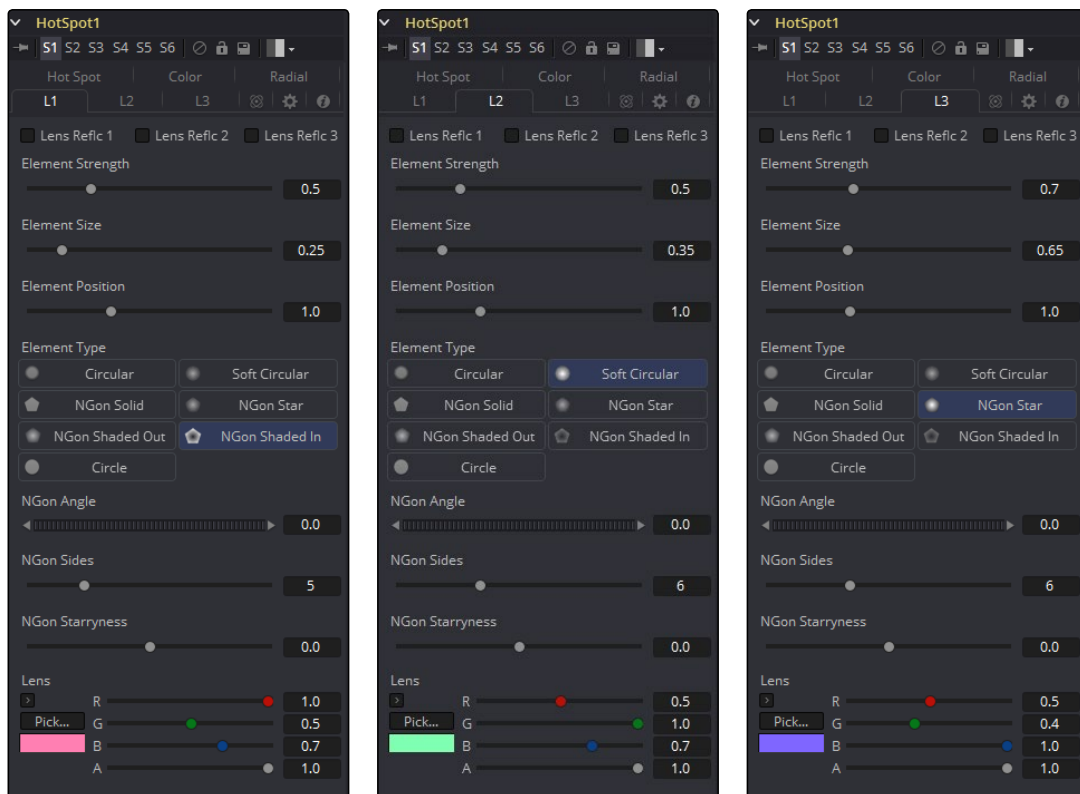 HotSpot1
S1 S2 S3 S4 S5 S6
Hot Spot Color Radial
L1 L2 L3
Lens Reflc 1 Lens Reflc 2 Lens Reflc 3
Element Strength
0.5
Element Size
0.25
Element Position
1.0
Element Type
Circular Soft Circular
NGon Solid NGon Star
NGon Shaded Out NGon Shaded In
Circle
NGon Angle
0.0
NGon Sides
5
NGon Starryness
0.0
Lens
R 1.0
Pick... G 0.5
B 0.7
A 1.0
HotSpot1
S1 S2 S3 S4 S5 S6
Hot Spot Color Radial
L1 L2 L3
Lens Reflc 1 Lens Reflc 2 Lens Reflc 3
Element Strength
0.5
Element Size
0.35
Element Position
1.0
Element Type
Circular Soft Circular
NGon Solid NGon Star
NGon Shaded Out NGon Shaded In
Circle
NGon Angle
0.0
NGon Sides
6
NGon Starryness
0.0
Lens
R 0.5
Pick... G 1.0
B 0.7
A 1.0
HotSpot1
S1 S2 S3 S4 S5 S6
Hot Spot Color Radial
L1 L2 L3
Lens Reflc 1 Lens Reflc 2 Lens Reflc 3
Element Strength
0.7
Element Size
0.65
Element Position
1.0
Element Type
Circular Soft Circular
NGon Solid NGon Star
NGon Shaded Out NGon Shaded In
Circle
NGon Angle
0.0
NGon Sides
6
NGon Starryness
0.0
Lens
R 0.5
Pick... G 0.4
B 1.0
A 1.0